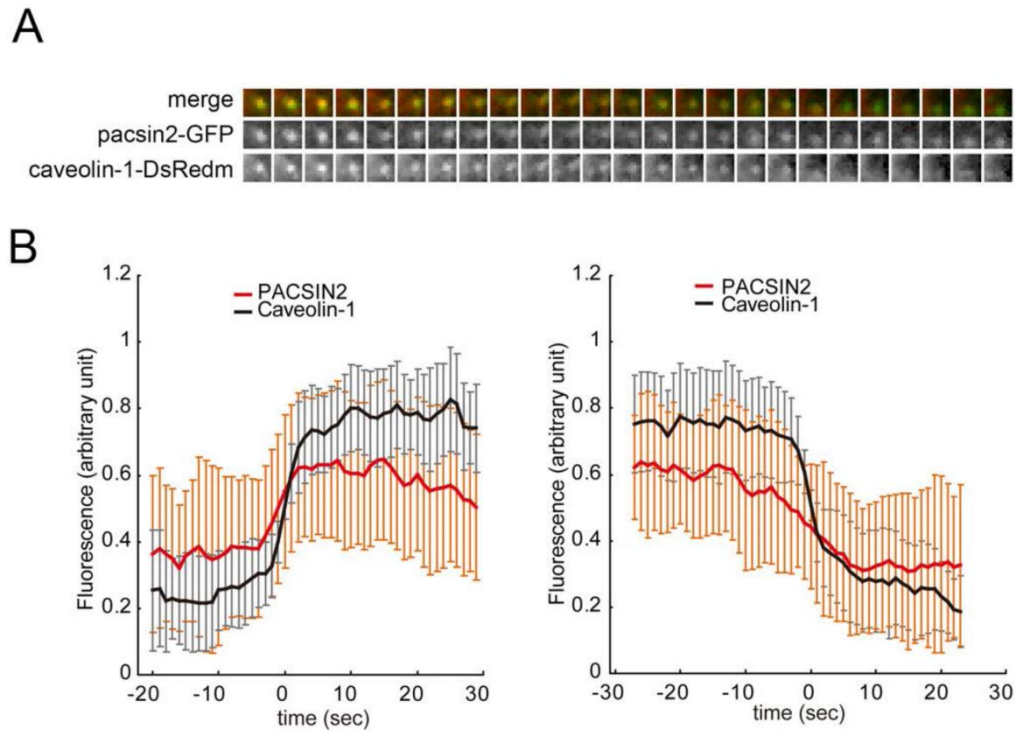 A
merge
pacsin2-GFP
caveolin-1-DsRedm
B
1.2
1
0.8
0.6
0.4
0.2
0
Fluorescence (arbitrary unit)
PACSIN2
Caveolin-1
-20
-10
0
10
20
30
time (sec)
1.2
1
0.8
0.6
0.4
0.2
0
Fluorescence (arbitrary unit)
PACSIN2
Caveolin-1
-30
-20
-10
0
10
20
30
time (sec)